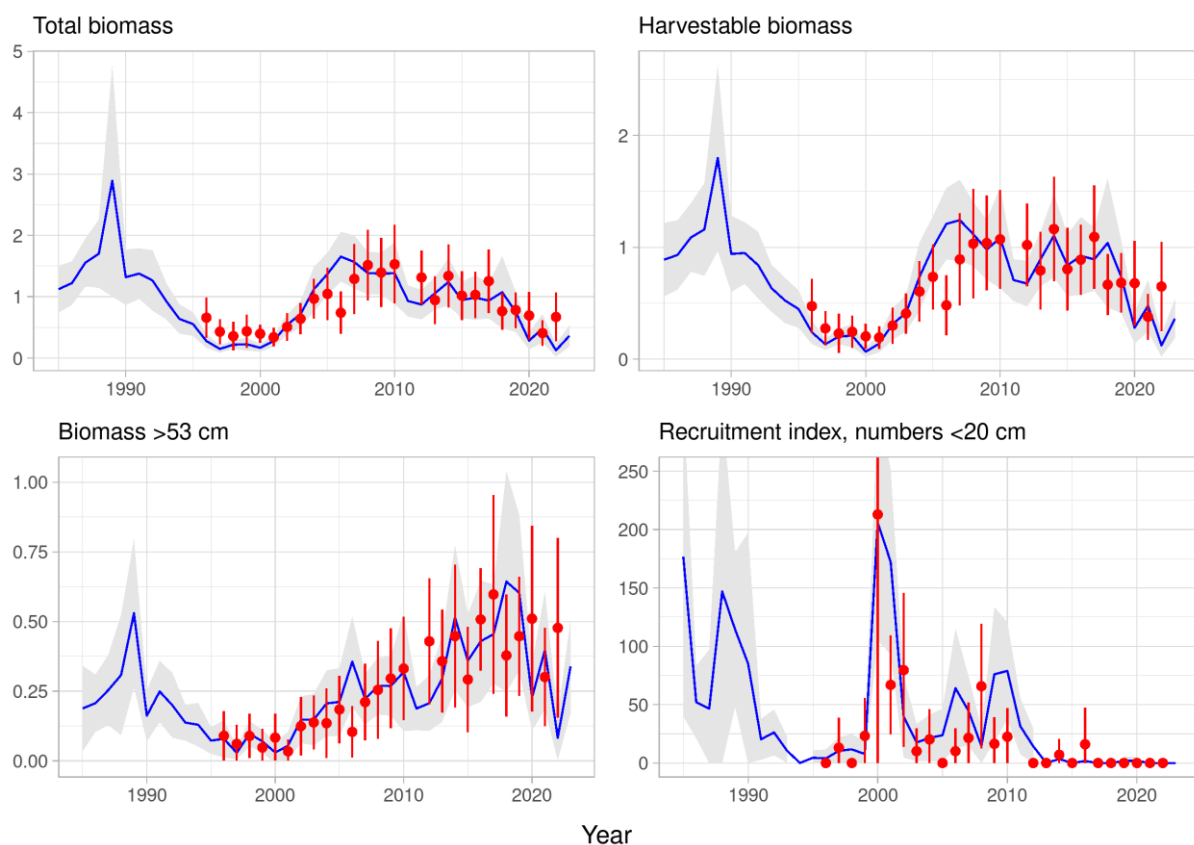 Total biomass
5
4
3
2
1
0
1990 2000 2010 2020
Harvestable biomass
2
1
0
1990 2000 2010 2020
Biomass >53 cm
1.00
0.75
0.50
0.25
0.00
1990 2000 2010 2020
Recruitment index, numbers <20 cm
250
200
150
100
50
0
1990 2000 2010 2020
Year